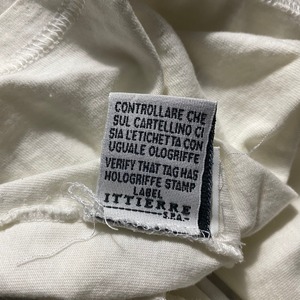 CONTROLLARE CHE
SUL CARTELLINO CI
SIA L'ETICHETTA CON
UGUALE OLOGRIFFE
VERIFY THAT TAG HAS
HOLOGRIFFE STAMP
LABEL
ITTIERRE
S.P.A.